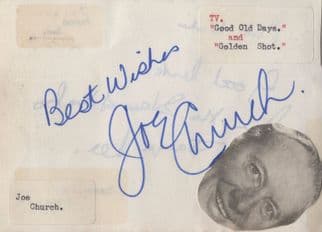 TV.
"Good Old Days."
and
"Golden Shot."
Best Wishes
Joe Church.
Joe
Church.